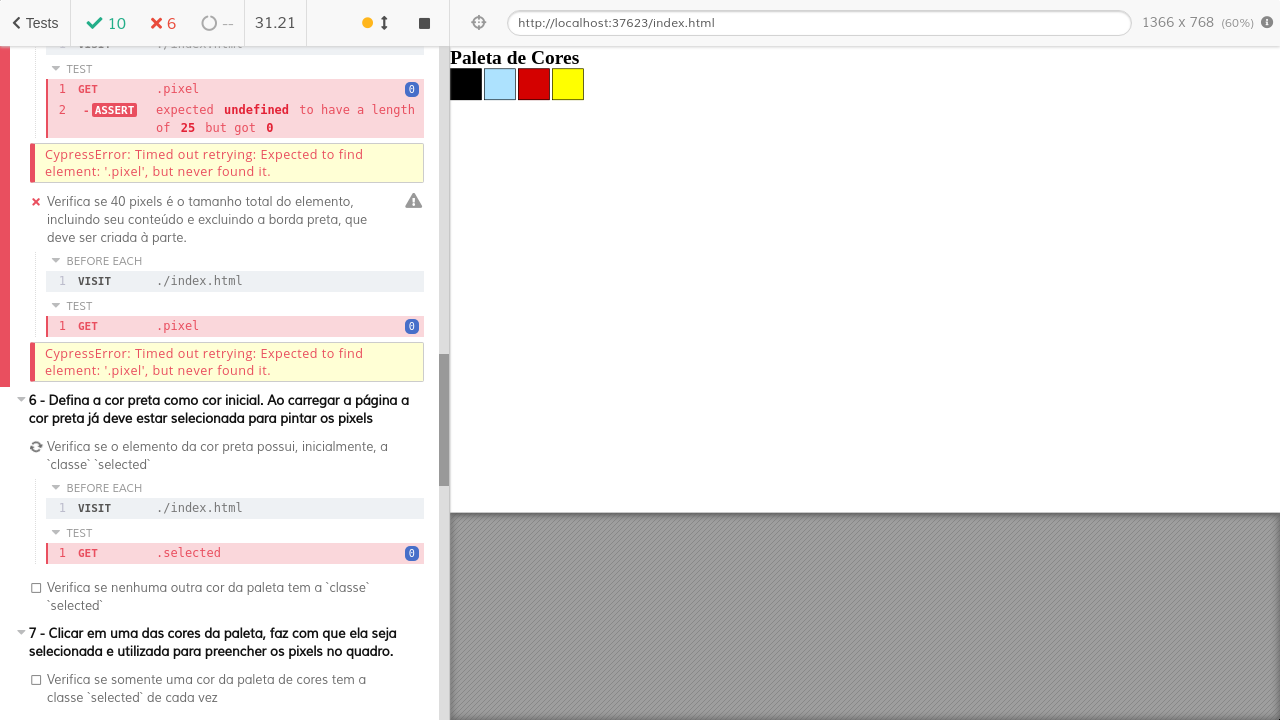 Tests
10
6
--
31.21
http://localhost:37623/index.html
1366 x 768 (60%)
TEST
1 GET .pixel 0
2 -ASSERT expected undefined to have a length
of 25 but got 0
CypressError: Timed out retrying: Expected to find
element: '.pixel', but never found it.
Verifica se 40 pixels é o tamanho total do elemento,
incluindo seu conteúdo e excluindo a borda preta, que
deve ser criada à parte.
BEFORE EACH
1 VISIT ./index.html
TEST
1 GET .pixel 0
CypressError: Timed out retrying: Expected to find
element: '.pixel', but never found it.
6 - Defina a cor preta como cor inicial. Ao carregar a página a
cor preta já deve estar selecionada para pintar os pixels
Verifica se o elemento da cor preta possui, inicialmente, a
`classe` `selected`
BEFORE EACH
1 VISIT ./index.html
TEST
1 GET .selected 0
Verifica se nenhuma outra cor da paleta tem a `classe`
`selected`
7 - Clicar em uma das cores da paleta, faz com que ela seja
selecionada e utilizada para preencher os pixels no quadro.
Verifica se somente uma cor da paleta de cores tem a
classe `selected` de cada vez
Paleta de Cores